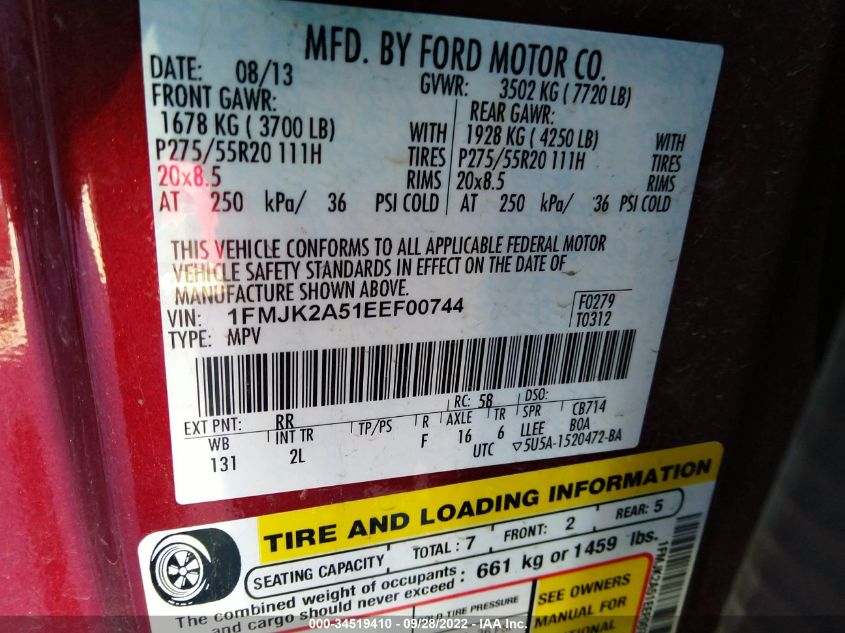 MFD. BY FORD MOTOR CO.
DATE: 08/13 GVWR: 3502 KG ( 7720 LB)
FRONT GAWR: REAR GAWR:
1678 KG ( 3700 LB) WITH 1928 KG ( 4250 LB) WITH
P275/55R20 111H TIRES P275/55R20 111H TIRES
20x8.5 RIMS 20x8.5 RIMS
AT 250 kPa/ 36 PSI COLD AT 250 kPa/ 36 PSI COLD
THIS VEHICLE CONFORMS TO ALL APPLICABLE FEDERAL MOTOR
VEHICLE SAFETY STANDARDS IN EFFECT ON THE DATE OF
MANUFACTURE SHOWN ABOVE.
VIN: 1FMJK2A51EEF00744 F0279
TYPE: MPV T0312
EXT PNT: RR RC: 58 DSO:
WB INT TR TP/PS R AXLE TR SPR CB714
131 2L F 16 6 LLEE BOA
UTC ▽5U5A-1520472-BA
TIRE AND LOADING INFORMATION
SEATING CAPACITY TOTAL : 7 FRONT: 2 REAR: 5
The combined weight of occupants
and cargo should never exceed : 661 kg or 1459 lbs.
TIRE PRESSURE
SEE OWNERS
MANUAL FOR
ADDITIONAL
000-34519410 - 09/28/2022 - IAA Inc.